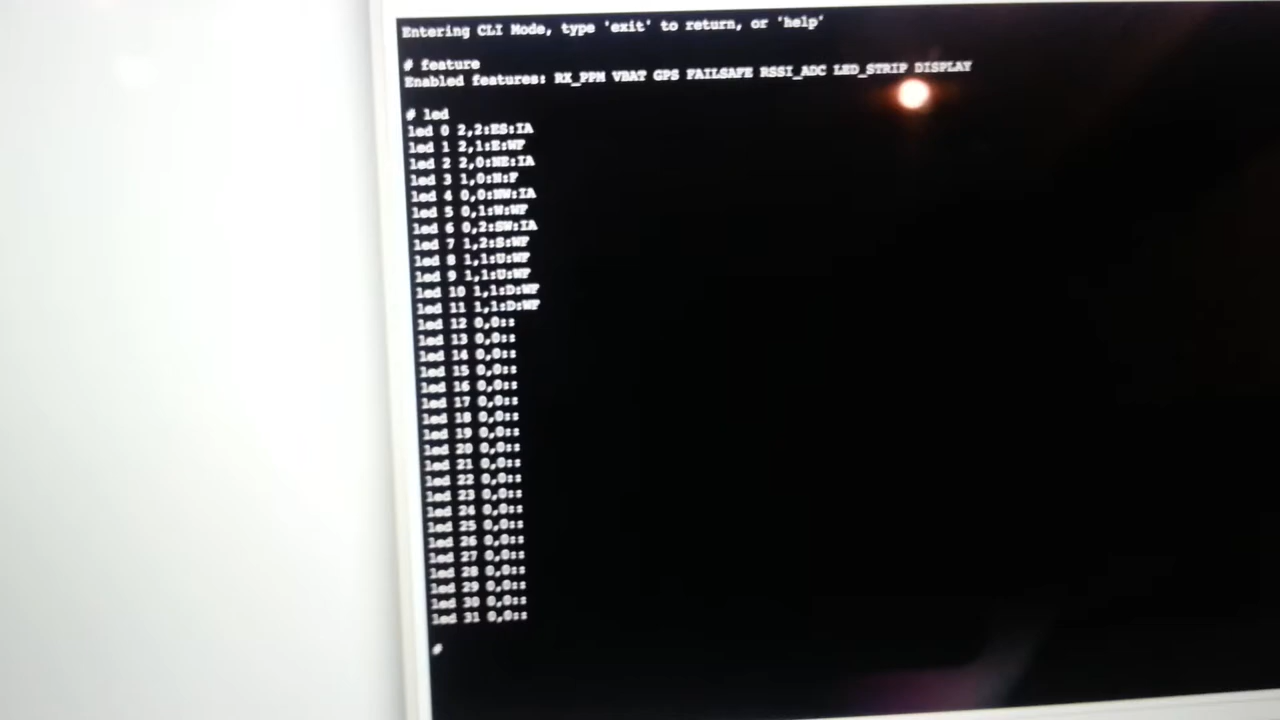 Entering CLI Mode, type 'exit' to return, or 'help'
# feature
Enabled features: RX_PPM VBAT GPS FAILSAFE RSSI_ADC LED_STRIP DISPLAY
# led
led 0 2,2:ES:IA
led 1 2,1:E:WF
led 2 2,0:NE:IA
led 3 1,0:N:F
led 4 0,0:NW:IA
led 5 0,1:W:WF
led 6 0,2:SW:IA
led 7 1,2:S:WF
led 8 1,1:U:WF
led 9 1,1:U:WF
led 10 1,1:D:WF
led 11 1,1:D:WF
led 12 0,0::
led 13 0,0::
led 14 0,0::
led 15 0,0::
led 16 0,0::
led 17 0,0::
led 18 0,0::
led 19 0,0::
led 20 0,0::
led 21 0,0::
led 22 0,0::
led 23 0,0::
led 24 0,0::
led 25 0,0::
led 26 0,0::
led 27 0,0::
led 28 0,0::
led 29 0,0::
led 30 0,0::
led 31 0,0::
#